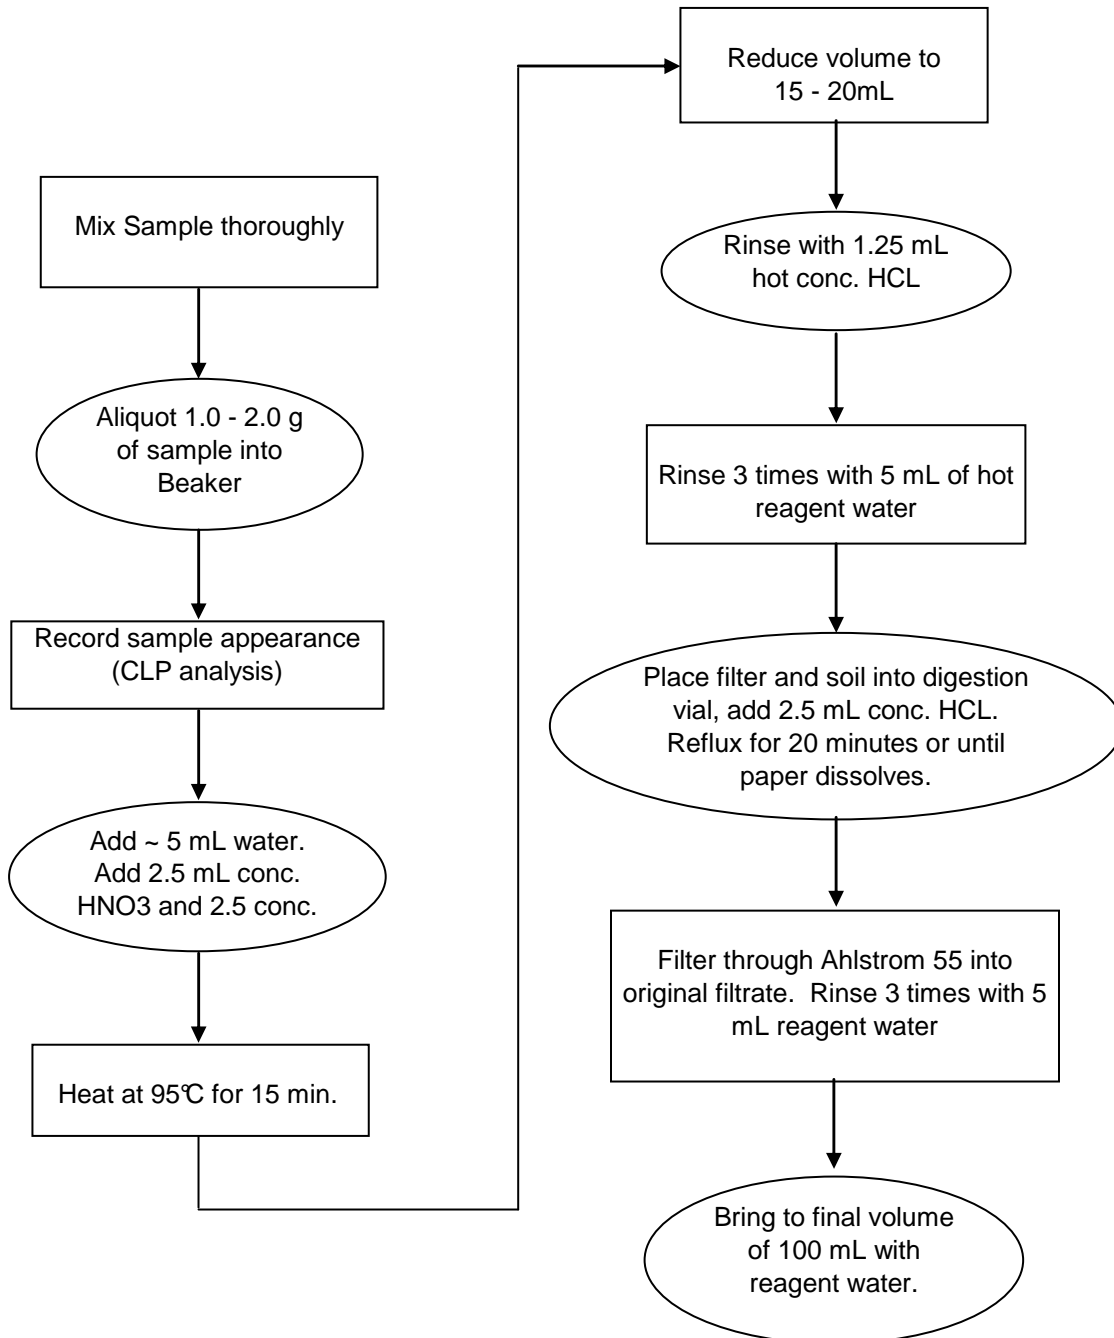 Mix Sample thoroughly
Aliquot 1.0 - 2.0 g
of sample into
Beaker
Record sample appearance
(CLP analysis)
Add ~ 5 mL water.
Add 2.5 mL conc.
HNO3 and 2.5 conc.
Heat at 95°C for 15 min.
Reduce volume to
15 - 20mL
Rinse with 1.25 mL
hot conc. HCL
Rinse 3 times with 5 mL of hot
reagent water
Place filter and soil into digestion
vial, add 2.5 mL conc. HCL.
Reflux for 20 minutes or until
paper dissolves.
Filter through Ahlstrom 55 into
original filtrate.  Rinse 3 times with 5
mL reagent water
Bring to final volume
of 100 mL with
reagent water.